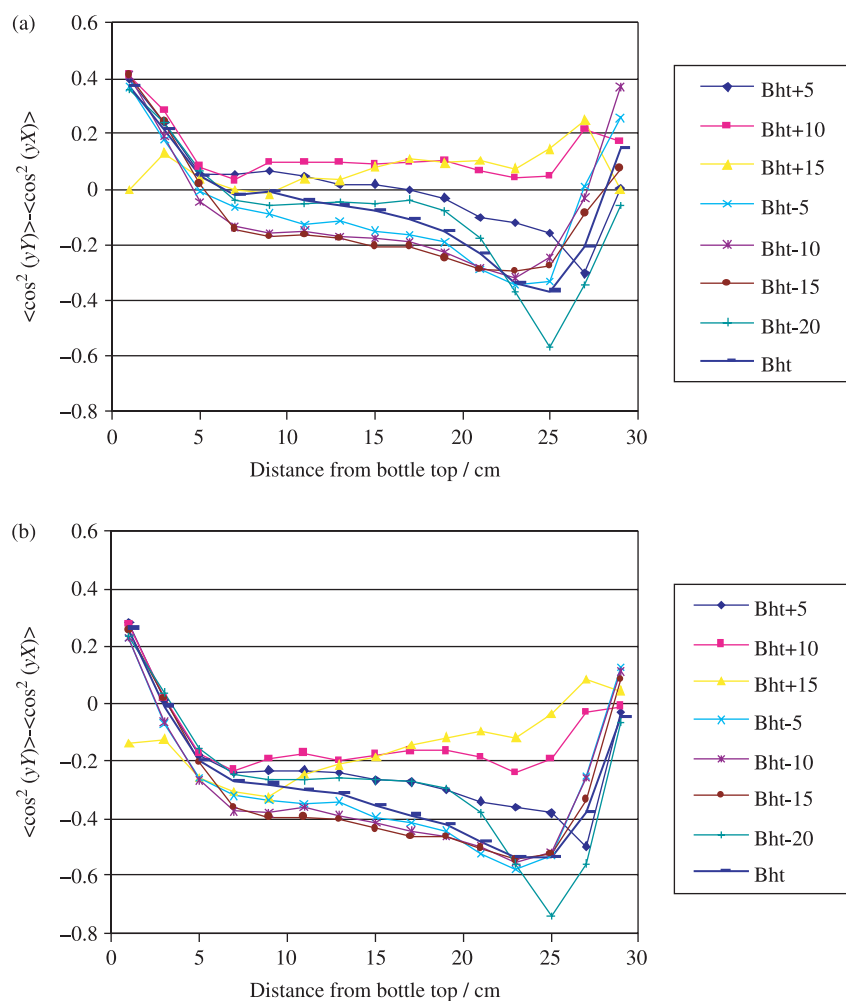 (a)
<cos² (yY)>-<cos² (yX)>
0.6
0.4
0.2
0
−0.2
−0.4
−0.6
−0.8
0 5 10 15 20 25 30
Distance from bottle top / cm
Bht+5
Bht+10
Bht+15
Bht-5
Bht-10
Bht-15
Bht-20
Bht
(b)
<cos² (yY)>-<cos² (yX)>
0.6
0.4
0.2
0
−0.2
−0.4
−0.6
−0.8
0 5 10 15 20 25 30
Distance from bottle top / cm
Bht+5
Bht+10
Bht+15
Bht-5
Bht-10
Bht-15
Bht-20
Bht